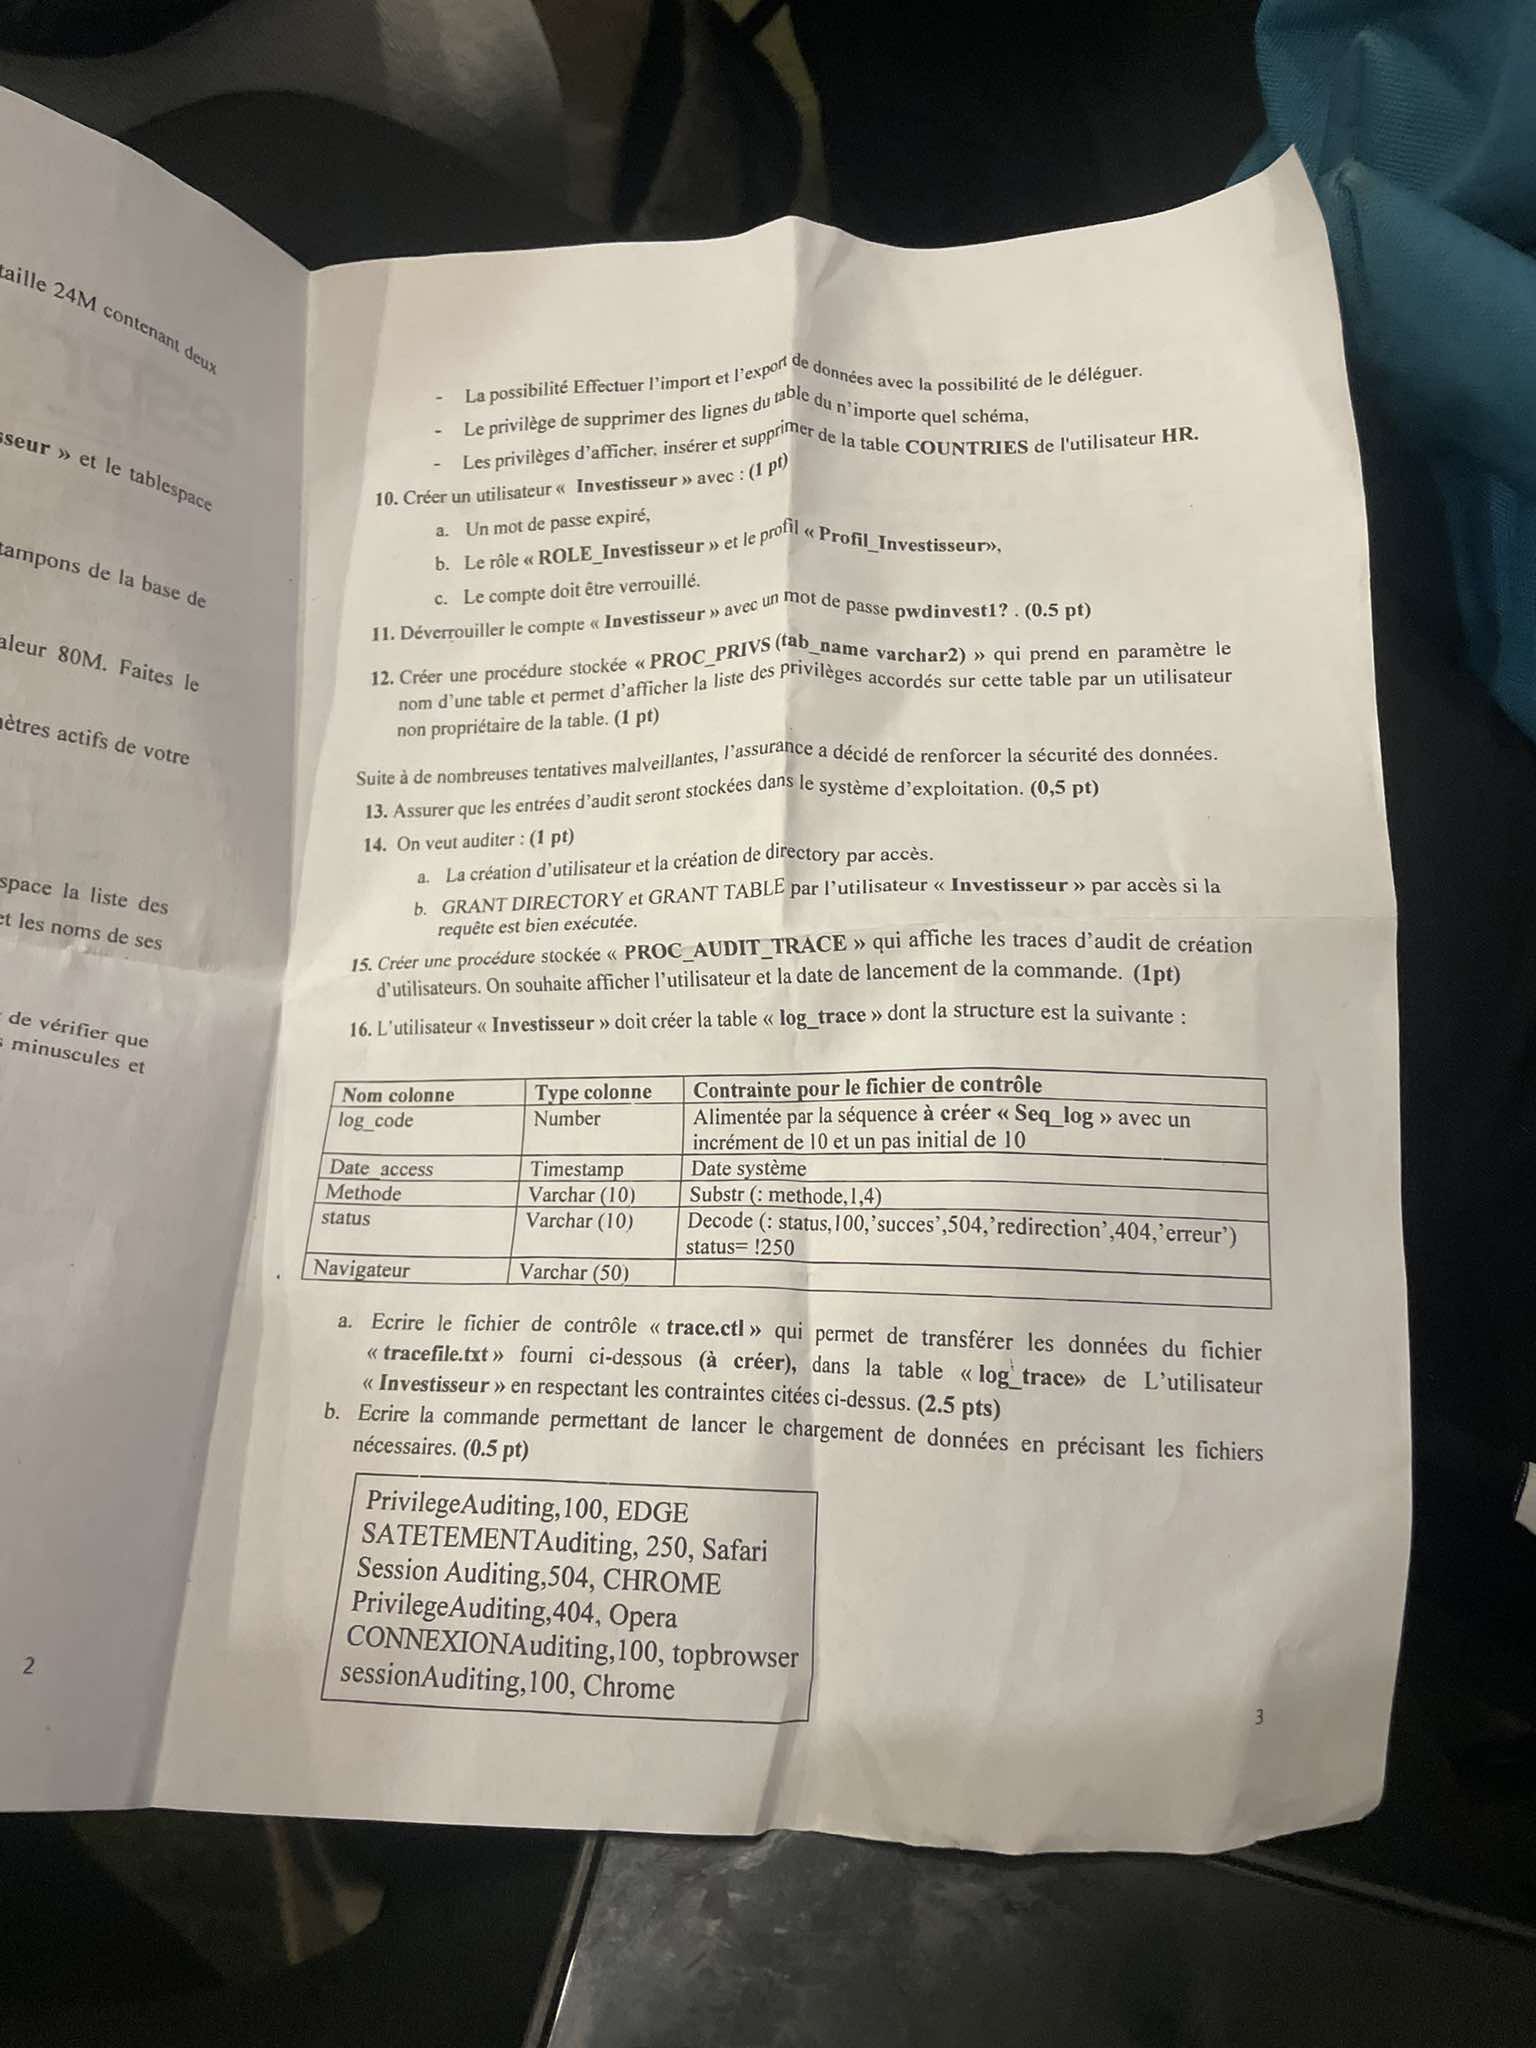 taille 24M contenant deux
sseur » et le tablespace
tampons de la base de
aleur 80M. Faites le
nètres actifs de votre
space la liste des
et les noms de ses
de vérifier que
s minuscules et
2
- La possibilité Effectuer l'import et l'export de données avec la possibilité de le déléguer.
- Le privilège de supprimer des lignes du table du n'importe quel schéma,
- Les privilèges d'afficher, insérer et supprimer de la table COUNTRIES de l'utilisateur HR.
10. Créer un utilisateur « Investisseur » avec : (1 pt)
a. Un mot de passe expiré,
b. Le rôle « ROLE_Investisseur » et le profil « Profil_Investisseur»,
c. Le compte doit être verrouillé.
11. Déverrouiller le compte « Investisseur » avec un mot de passe pwdinvest1? . (0.5 pt)
12. Créer une procédure stockée « PROC_PRIVS (tab_name varchar2) » qui prend en paramètre le
nom d'une table et permet d'afficher la liste des privilèges accordés sur cette table par un utilisateur
non propriétaire de la table. (1 pt)
Suite à de nombreuses tentatives malveillantes, l'assurance a décidé de renforcer la sécurité des données.
13. Assurer que les entrées d'audit seront stockées dans le système d'exploitation. (0,5 pt)
14. On veut auditer : (1 pt)
a. La création d'utilisateur et la création de directory par accès.
b. GRANT DIRECTORY et GRANT TABLE par l'utilisateur « Investisseur » par accès si la
requête est bien exécutée.
15. Créer une procédure stockée « PROC_AUDIT_TRACE » qui affiche les traces d'audit de création
d'utilisateurs. On souhaite afficher l'utilisateur et la date de lancement de la commande. (1pt)
16. L'utilisateur « Investisseur » doit créer la table « log_trace » dont la structure est la suivante :
Nom colonne Type colonne Contrainte pour le fichier de contrôle
log_code Number Alimentée par la séquence à créer « Seq_log » avec un
incrément de 10 et un pas initial de 10
Date_access Timestamp Date système
Methode Varchar (10) Substr (: methode,1,4)
status Varchar (10) Decode (: status,100,'succes',504,'redirection',404,'erreur')
status= !250
Navigateur Varchar (50)
a. Ecrire le fichier de contrôle « trace.ctl » qui permet de transférer les données du fichier
« tracefile.txt » fourni ci-dessous (à créer), dans la table « log_trace» de L'utilisateur
« Investisseur » en respectant les contraintes citées ci-dessus. (2.5 pts)
b. Ecrire la commande permettant de lancer le chargement de données en précisant les fichiers
nécessaires. (0.5 pt)
PrivilegeAuditing,100, EDGE
SATETEMENTAuditing, 250, Safari
Session Auditing,504, CHROME
PrivilegeAuditing,404, Opera
CONNEXIONAuditing,100, topbrowser
sessionAuditing,100, Chrome
3